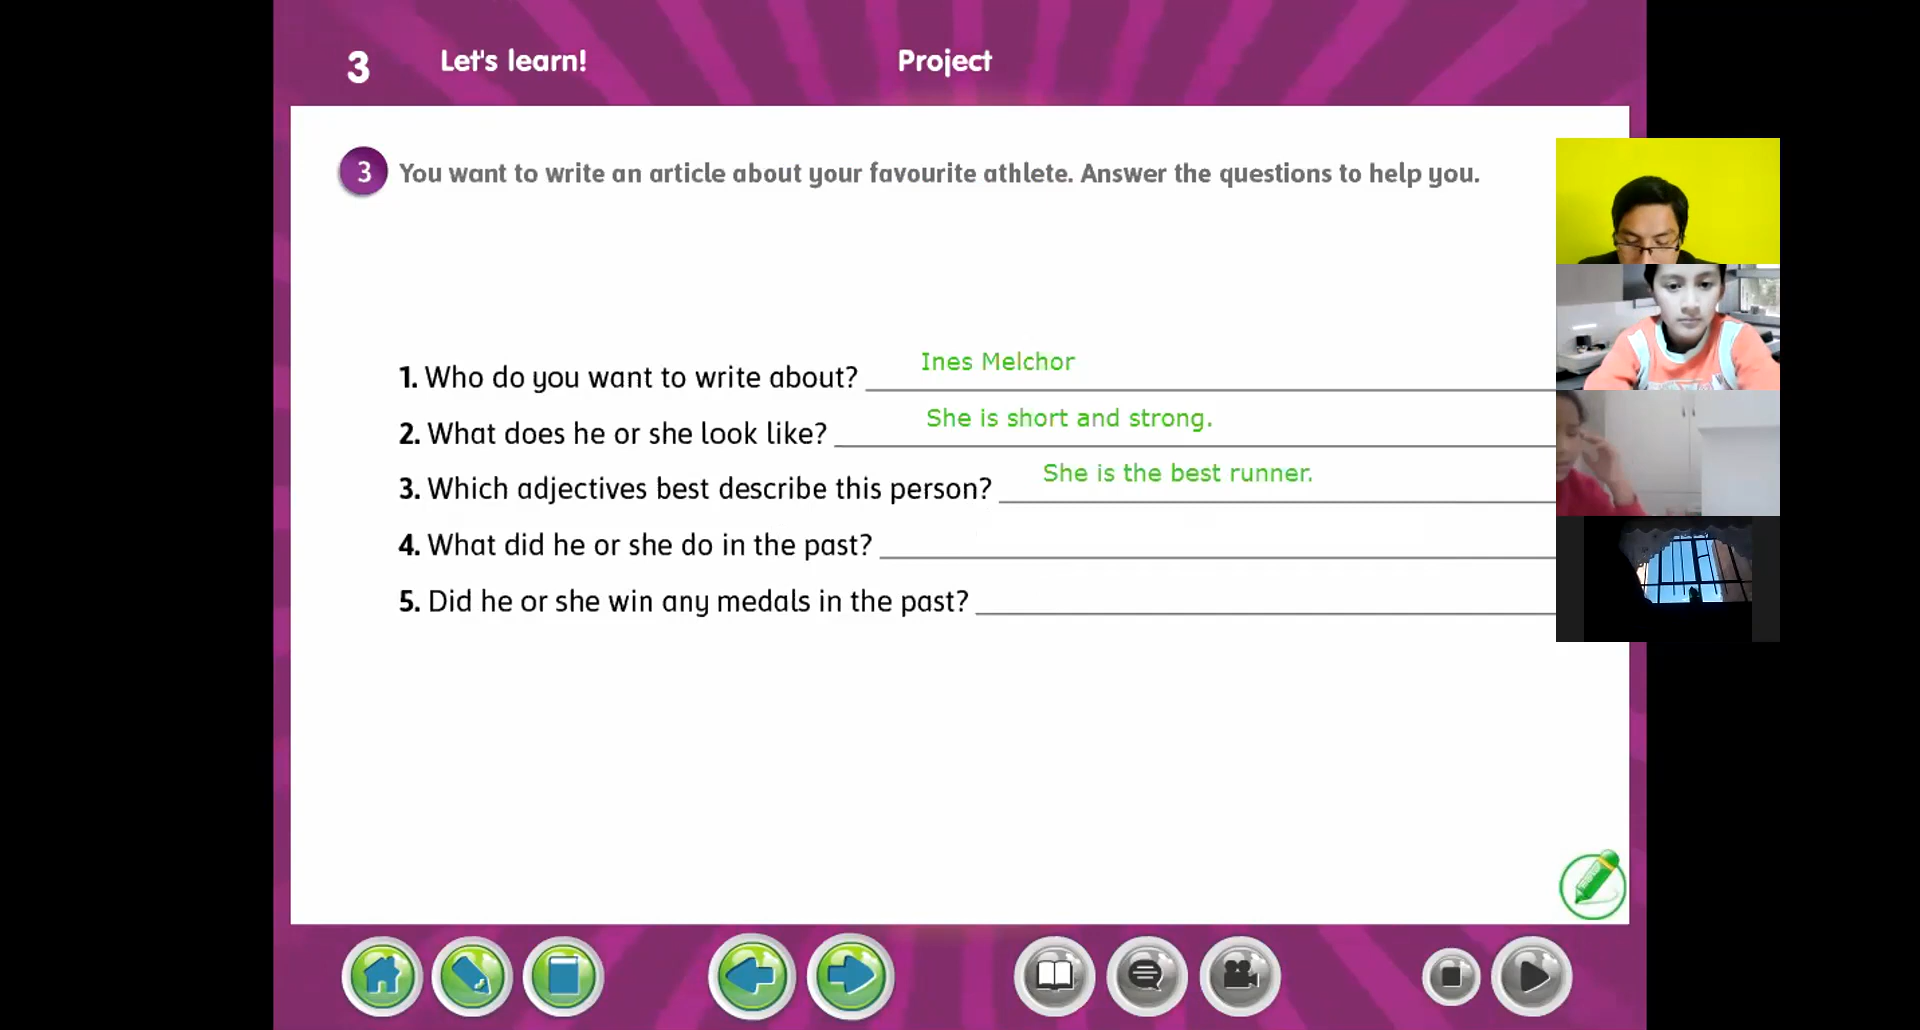 3 Let's learn! Project
3 You want to write an article about your favourite athlete. Answer the questions to help you.
1. Who do you want to write about? Ines Melchor
2. What does he or she look like? She is short and strong.
3. Which adjectives best describe this person? She is the best runner.
4. What did he or she do in the past?
5. Did he or she win any medals in the past?